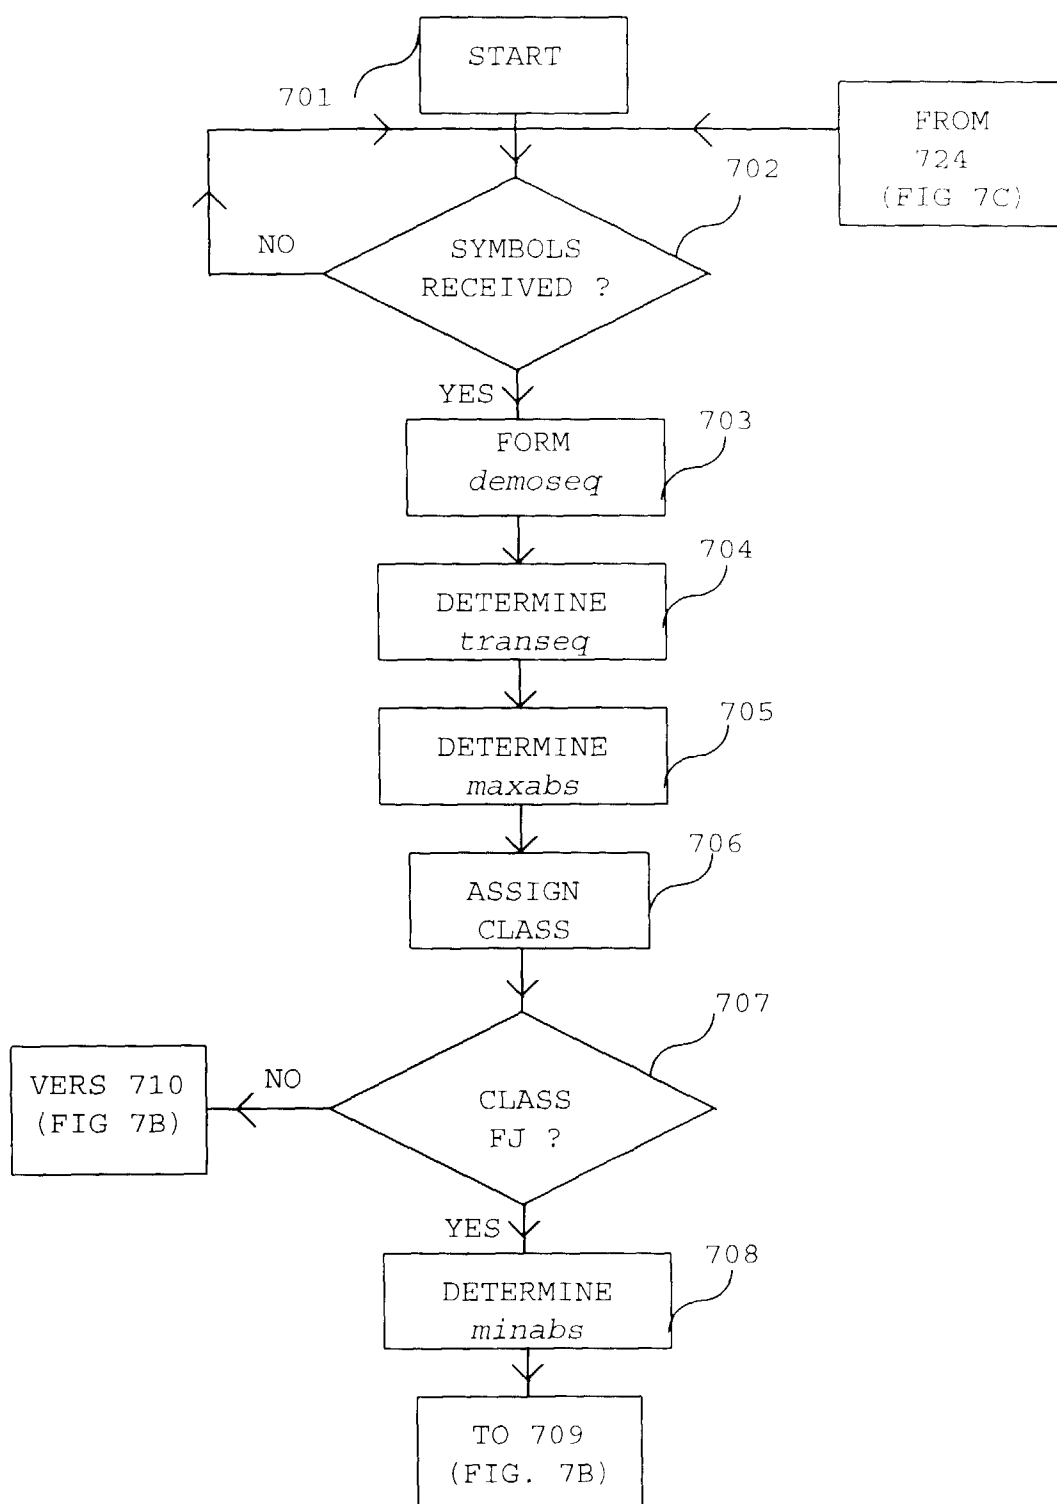 START
701
FROM
724
(FIG 7C)
702
NO
SYMBOLS
RECEIVED ?
YES
703
FORM
demoseq
704
DETERMINE
transeq
705
DETERMINE
maxabs
706
ASSIGN
CLASS
707
VERS 710
(FIG 7B)
NO
CLASS
FJ ?
YES
708
DETERMINE
minabs
TO 709
(FIG. 7B)